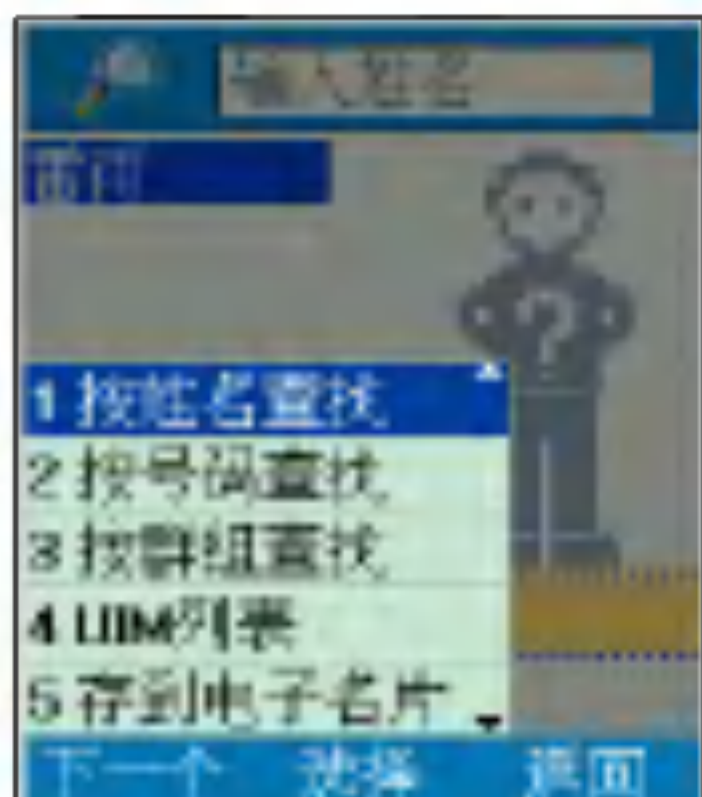 输入姓名
1 按姓名查找
2 按号码查找
3 按群组查找
4 UIM列表
5 存到电子名片
下一个 选择 返回